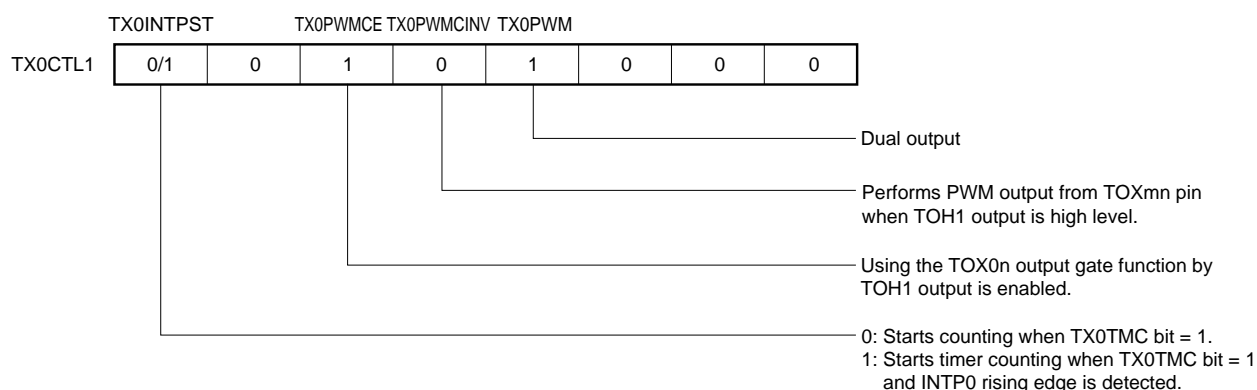 TX0INTPST TX0PWMCE TX0PWMCINV TX0PWM
TX0CTL1 0/1 0 1 0 1 0 0 0
Dual output
Performs PWM output from TOXmn pin
when TOH1 output is high level.
Using the TOX0n output gate function by
TOH1 output is enabled.
0: Starts counting when TX0TMC bit = 1.
1: Starts timer counting when TX0TMC bit = 1
and INTP0 rising edge is detected.